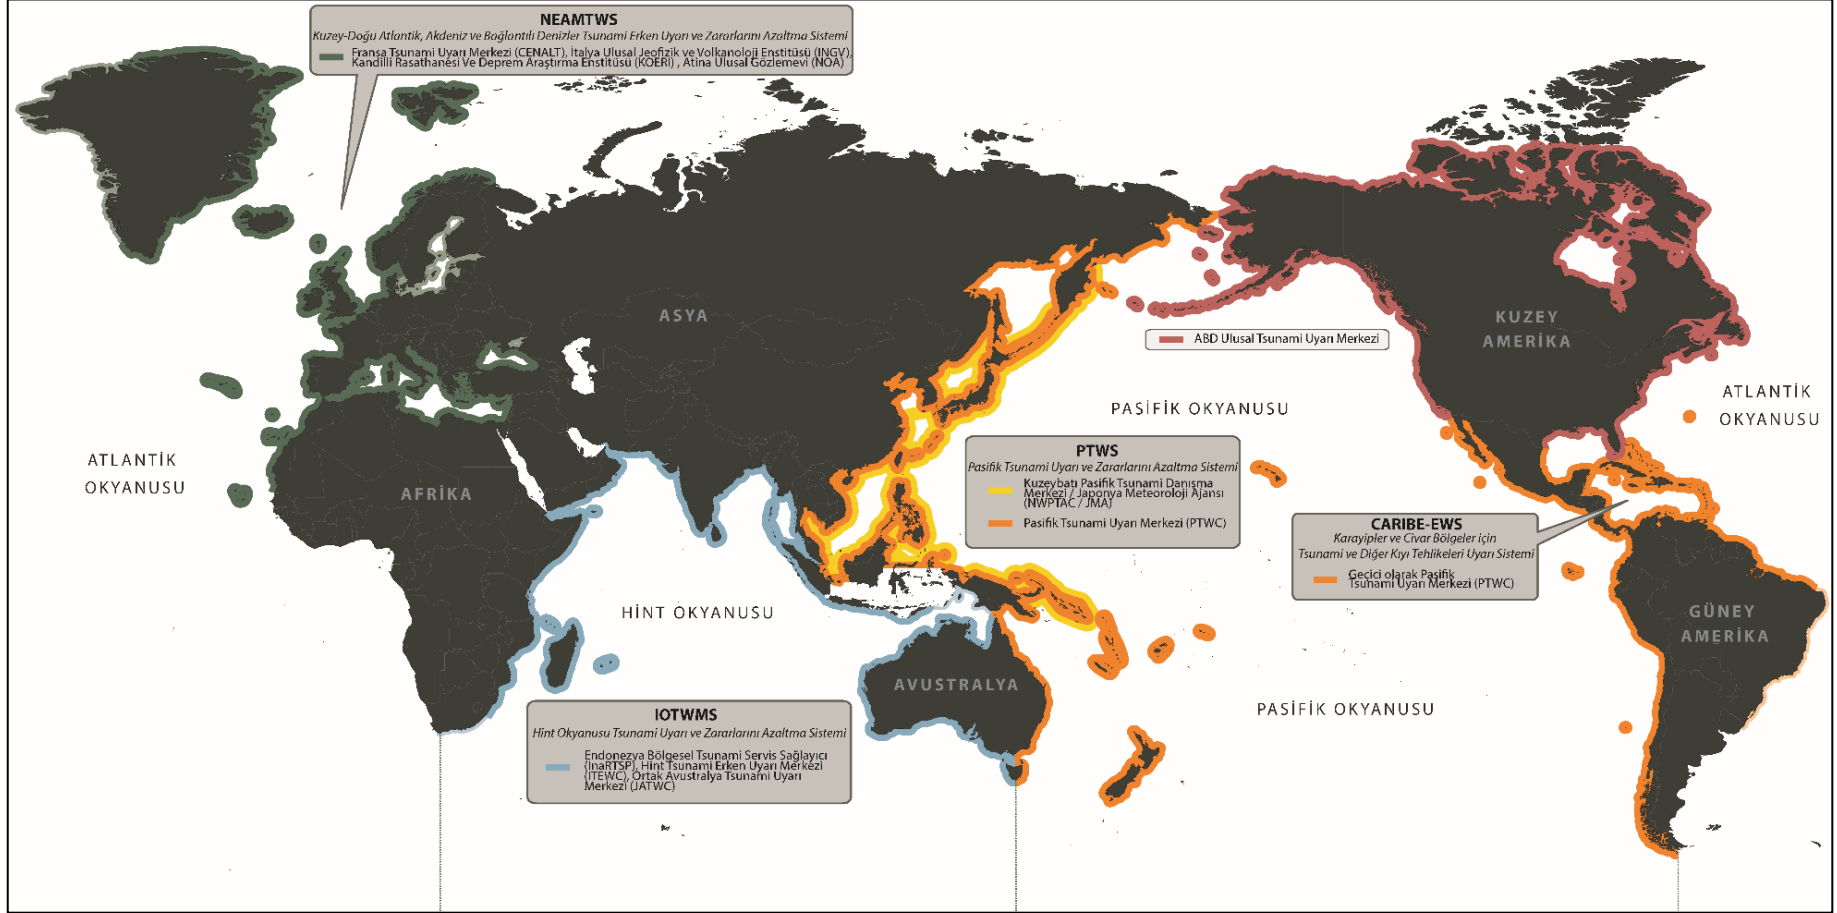 NEAMTWS
Kuzey-Doğu Atlantik, Akdeniz ve Bağlantılı Denizler Tsunami Erken Uyarı ve Zararlarını Azaltma Sistemi
Fransa Tsunami Uyarı Merkezi (CENALT), İtalya Ulusal Jeofizik ve Volkanoloji Enstitüsü (INGV),
Kandilli Rasathanesi Ve Deprem Araştırma Enstitüsü (KOERI) , Atina Ulusal Gözlemevi (NOA)
ASYA
KUZEY
AMERİKA
ABD Ulusal Tsunami Uyarı Merkezi
ATLANTİK
OKYANUSU
PASİFİK OKYANUSU
ATLANTİK
OKYANUSU
AFRİKA
PTWS
Pasifik Tsunami Uyarı ve Zararlarını Azaltma Sistemi
Kuzeybatı Pasifik Tsunami Danışma
Merkezi / Japonya Meteoroloji Ajansı
(NWPTAC / JMA)
Pasifik Tsunami Uyarı Merkezi (PTWC)
CARIBE-EWS
Karayipler ve Civar Bölgeler için
Tsunami ve Diğer Kıyı Tehlikeleri Uyarı Sistemi
Geçici olarak Pasifik
Tsunami Uyarı Merkezi (PTWC)
HİNT OKYANUSU
GÜNEY
AMERİKA
AVUSTRALYA
PASİFİK OKYANUSU
IOTWMS
Hint Okyanusu Tsunami Uyarı ve Zararlarını Azaltma Sistemi
Endonezya Bölgesel Tsunami Servis Sağlayıcı
(InaRTSP), Hint Tsunami Erken Uyarı Merkezi
(ITEWC), Ortak Avustralya Tsunami Uyarı
Merkezi (JATWC)